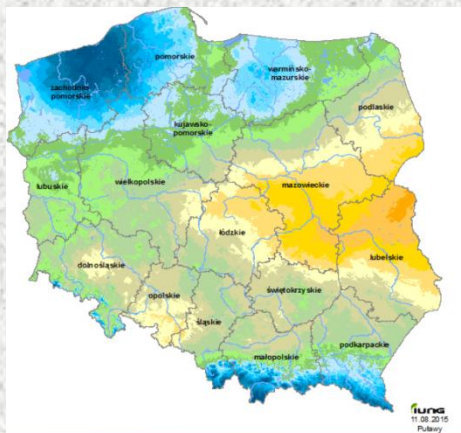 pomorskie
warmińsko-
mazurskie
zachodnio-
pomorskie
podlaskie
kujawsko-
pomorskie
lubuskie
wielkopolskie
mazowieckie
łódzkie
lubelskie
dolnośląskie
opolskie
świętokrzyskie
śląskie
podkarpackie
małopolskie
iung
11.08.2015
Puławy